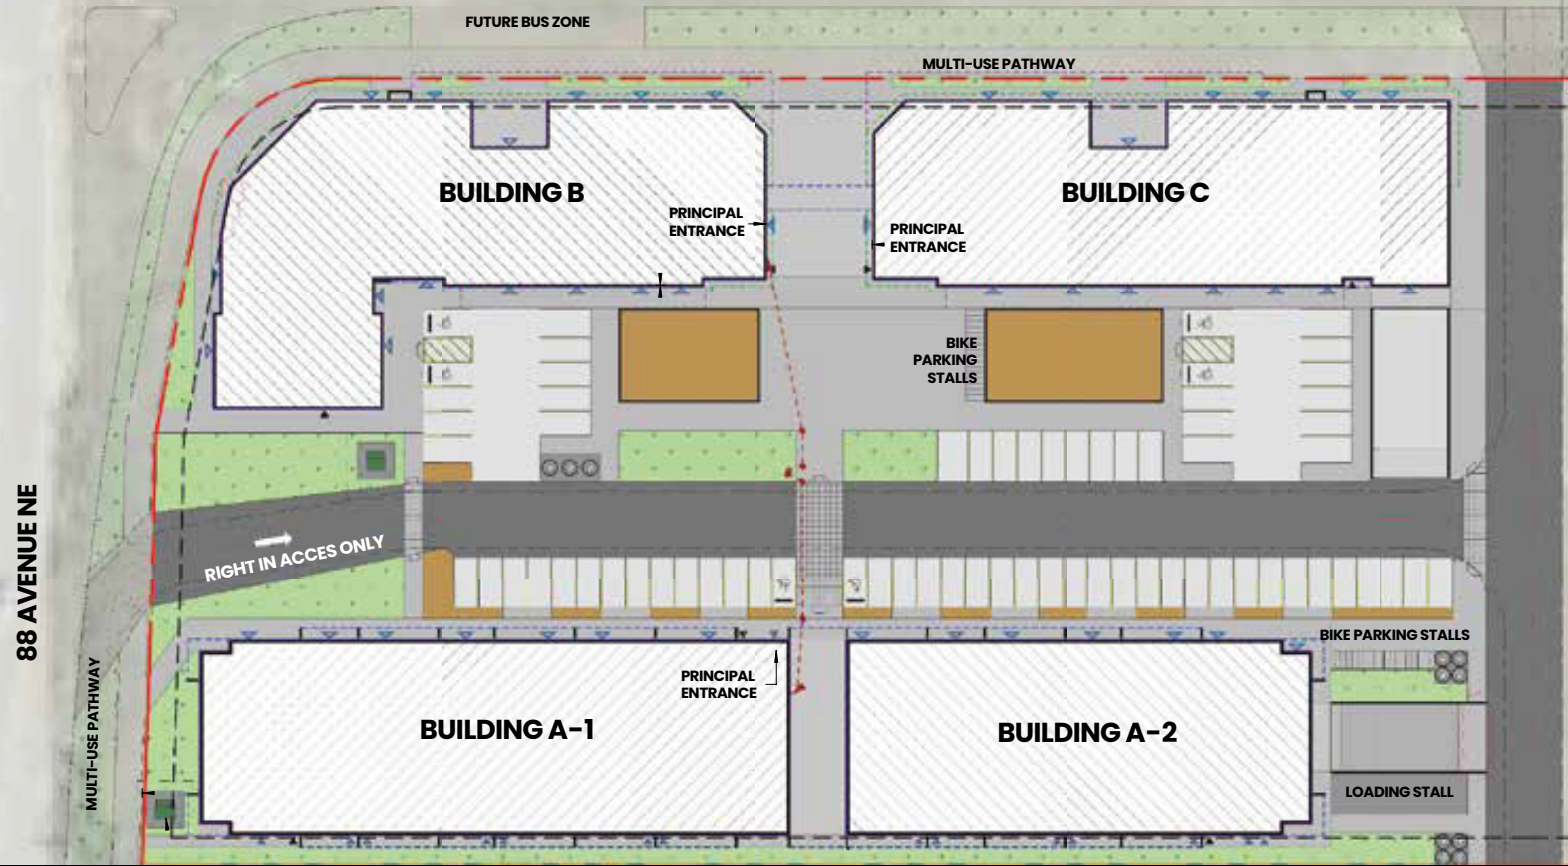 FUTURE BUS ZONE
MULTI-USE PATHWAY
BUILDING B
BUILDING C
PRINCIPAL
ENTRANCE
PRINCIPAL
ENTRANCE
BIKE
PARKING
STALLS
88 AVENUE NE
RIGHT IN ACCES ONLY
BIKE PARKING STALLS
PRINCIPAL
ENTRANCE
MULTI-USE PATHWAY
BUILDING A-1
BUILDING A-2
LOADING STALL